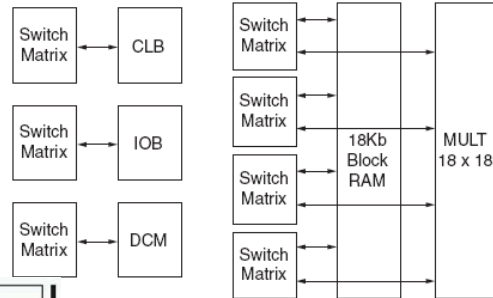 Switch
Matrix
CLB
Switch
Matrix
IOB
Switch
Matrix
DCM
Switch
Matrix
Switch
Matrix
Switch
Matrix
Switch
Matrix
18Kb
Block
RAM
MULT
18 x 18